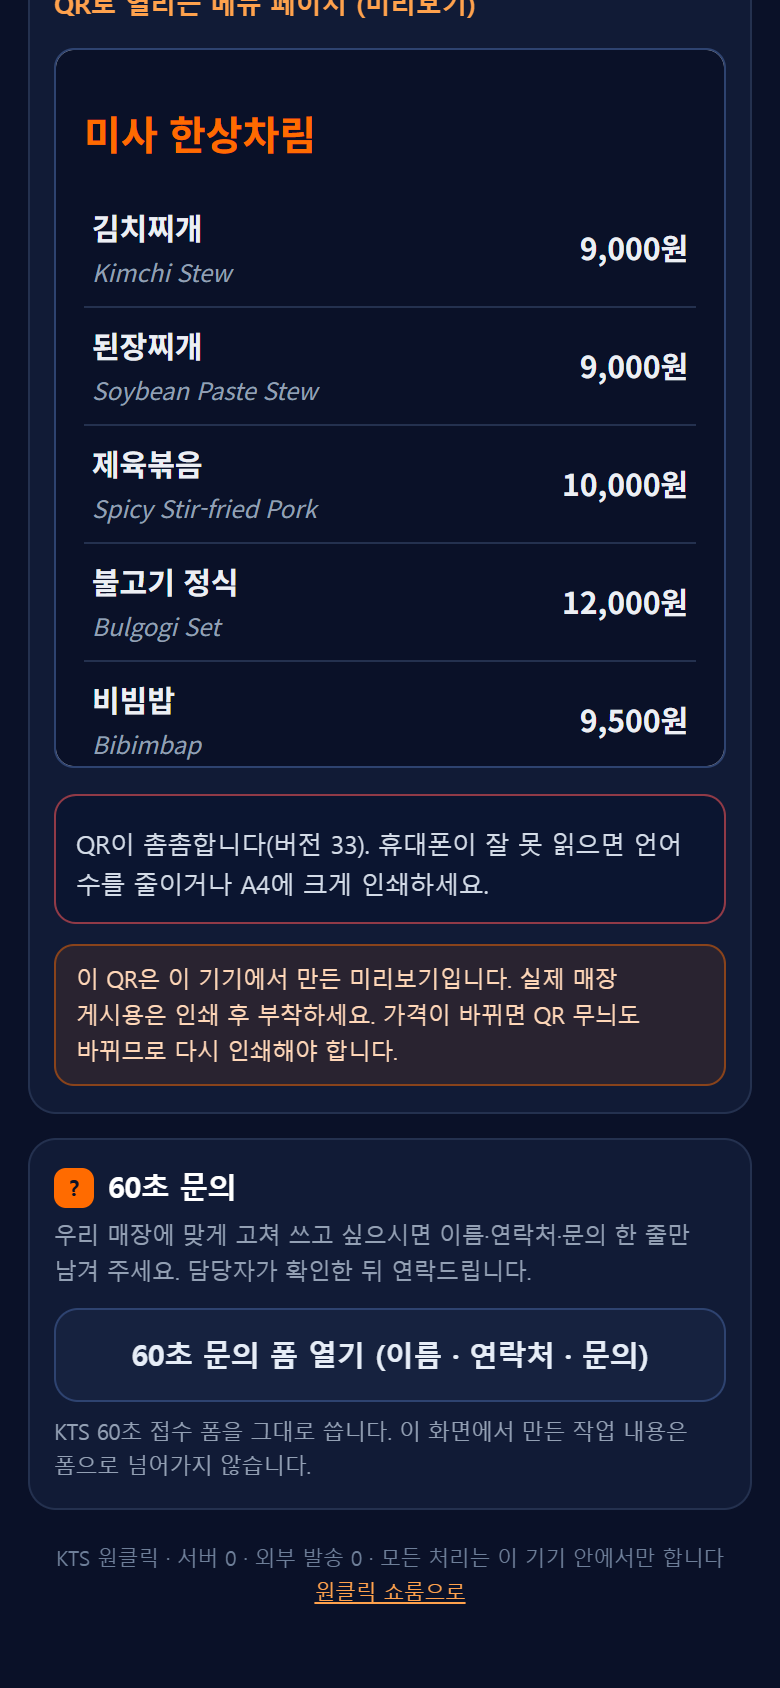 QR로 열리는 메뉴 페이지 (미리보기)
미사 한상차림
김치찌개
Kimchi Stew
9,000원
된장찌개
Soybean Paste Stew
9,000원
제육볶음
Spicy Stir-fried Pork
10,000원
불고기 정식
Bulgogi Set
12,000원
비빔밥
Bibimbap
9,500원
QR이 촘촘합니다(버전 33). 휴대폰이 잘 못 읽으면 언어
수를 줄이거나 A4에 크게 인쇄하세요.
이 QR은 이 기기에서 만든 미리보기입니다. 실제 매장
게시용은 인쇄 후 부착하세요. 가격이 바뀌면 QR 무늬도
바뀌므로 다시 인쇄해야 합니다.
? 60초 문의
우리 매장에 맞게 고쳐 쓰고 싶으시면 이름·연락처·문의 한 줄만
남겨 주세요. 담당자가 확인한 뒤 연락드립니다.
60초 문의 폼 열기 (이름 · 연락처 · 문의)
KTS 60초 접수 폼을 그대로 씁니다. 이 화면에서 만든 작업 내용은
폼으로 넘어가지 않습니다.
KTS 원클릭 · 서버 0 · 외부 발송 0 · 모든 처리는 이 기기 안에서만 합니다
원클릭 쇼룸으로